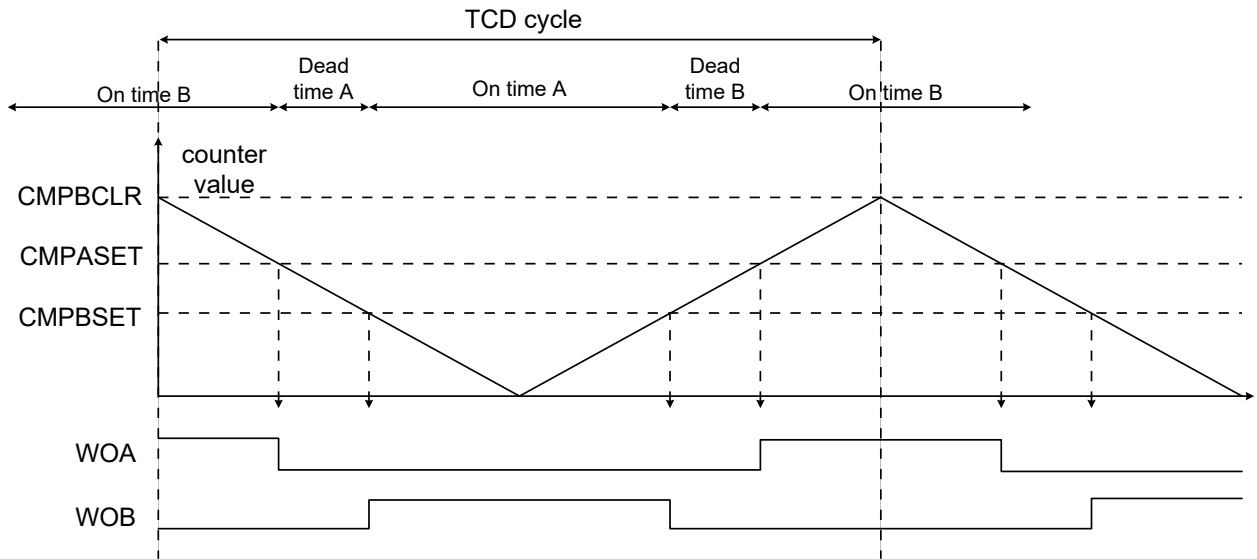 TCD cycle
On time B
Dead
time A
On time A
Dead
time B
On time B
counter
value
CMPBCLR
CMPASET
CMPBSET
WOA
WOB